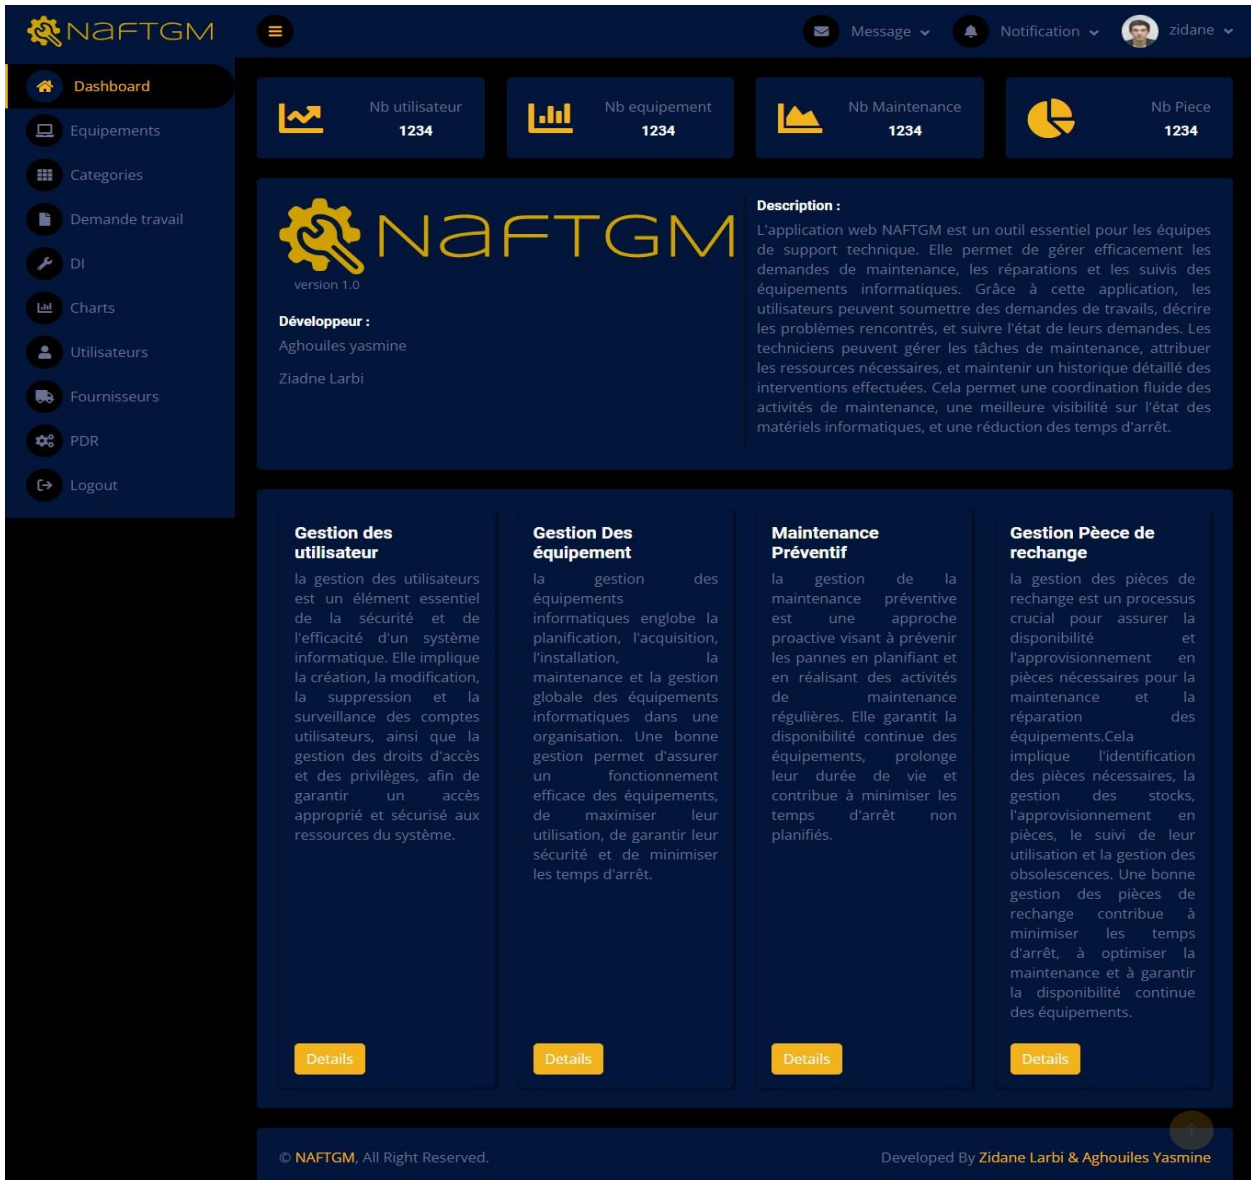 NaFTGM
Message
Notification
zidane
Dashboard
Equipements
Categories
Demande travail
DI
Charts
Utilisateurs
Fournisseurs
PDR
Logout
Nb utilisateur
1234
Nb equipement
1234
Nb Maintenance
1234
Nb Piece
1234
NaFTGM
version 1.0
Développeur :
Aghouiles yasmine
Ziadne Larbi
Description :
L'application web NAFTGM est un outil essentiel pour les équipes
de support technique. Elle permet de gérer efficacement les
demandes de maintenance, les réparations et les suivis des
équipements informatiques. Grâce à cette application, les
utilisateurs peuvent soumettre des demandes de travails, décrire
les problèmes rencontrés, et suivre l'état de leurs demandes. Les
techniciens peuvent gérer les tâches de maintenance, attribuer
les ressources nécessaires, et maintenir un historique détaillé des
interventions effectuées. Cela permet une coordination fluide des
activités de maintenance, une meilleure visibilité sur l'état des
matériels informatiques, et une réduction des temps d'arrêt.
Gestion des
utilisateur
la gestion des utilisateurs
est un élément essentiel
de la sécurité et de
l'efficacité d'un système
informatique. Elle implique
la création, la modification,
la suppression et la
surveillance des comptes
utilisateurs, ainsi que la
gestion des droits d'accès
et des privilèges, afin de
garantir un accès
approprié et sécurisé aux
ressources du système.
Details
Gestion Des
équipement
la gestion des
équipements
informatiques englobe la
planification, l'acquisition,
l'installation, la
maintenance et la gestion
globale des équipements
informatiques dans une
organisation. Une bonne
gestion permet d'assurer
un fonctionnement
efficace des équipements,
de maximiser leur
utilisation, de garantir leur
sécurité et de minimiser
les temps d'arrêt.
Details
Maintenance
Préventif
la gestion de la
maintenance préventive
est une approche
proactive visant à prévenir
les pannes en planifiant et
en réalisant des activités
de maintenance
régulières. Elle garantit la
disponibilité continue des
équipements, prolonge
leur durée de vie et
contribue à minimiser les
temps d'arrêt non
planifiés.
Details
Gestion Pèece de
rechange
la gestion des pièces de
rechange est un processus
crucial pour assurer la
disponibilité et
l'approvisionnement en
pièces nécessaires pour la
maintenance et la
réparation des
équipements.Cela
implique l'identification
des pièces nécessaires, la
gestion des stocks,
l'approvisionnement en
pièces, le suivi de leur
utilisation et la gestion des
obsolescences. Une bonne
gestion des pièces de
rechange contribue à
minimiser les temps
d'arrêt, à optimiser la
maintenance et à garantir
la disponibilité continue
des équipements.
Details
© NAFTGM, All Right Reserved.
Developed By Zidane Larbi & Aghouiles Yasmine